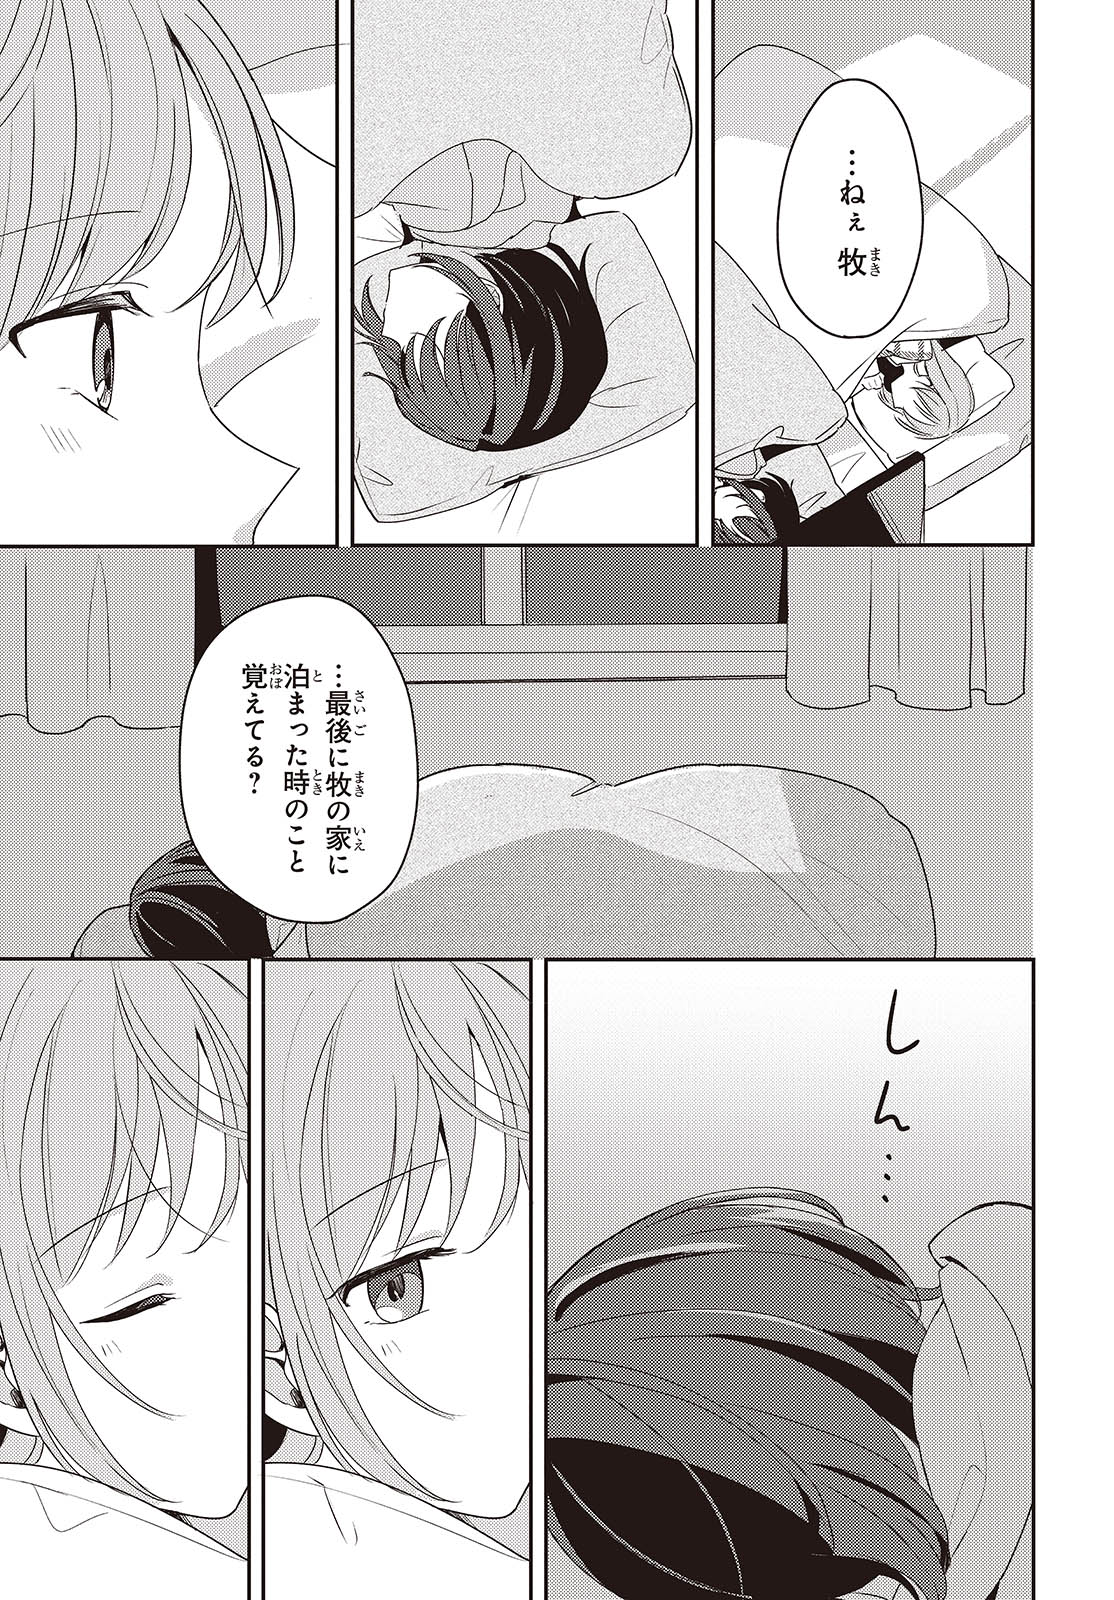 …ねぇ 牧
…最後に牧の家に
泊まった時のこと
覚えてる?
しん…